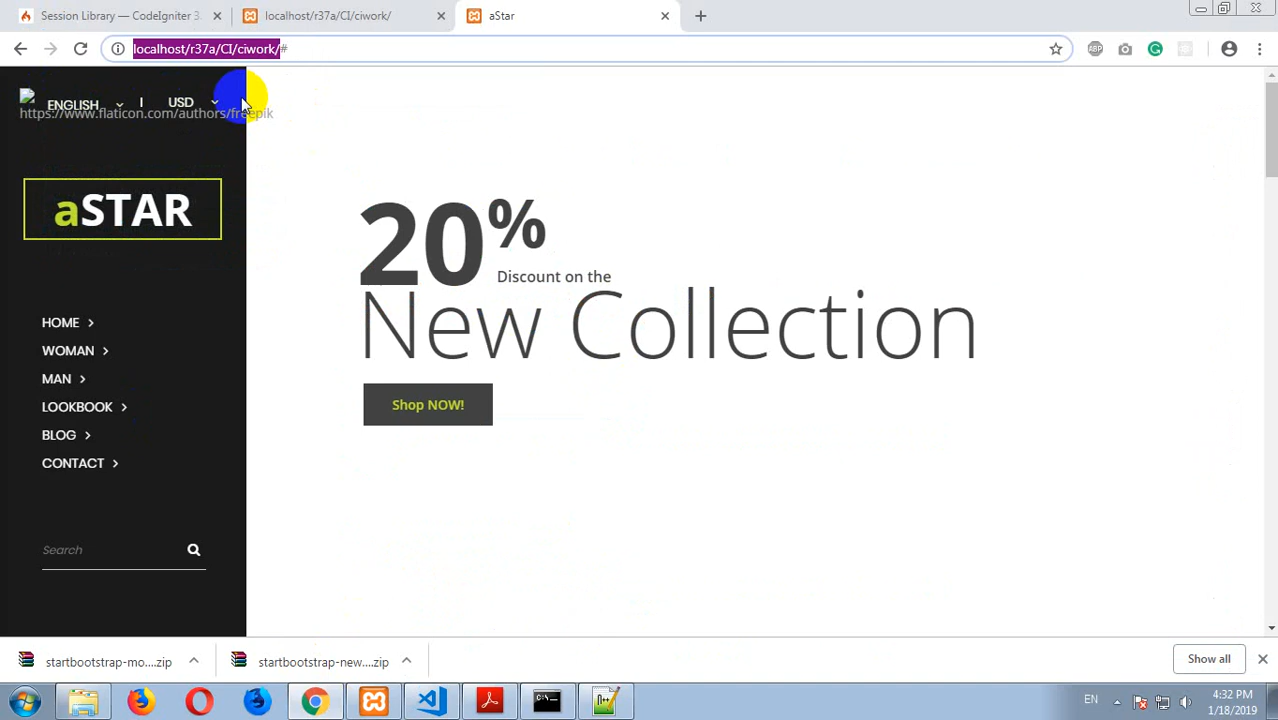 Session Library — CodeIgniter 3.
localhost/r37a/CI/ciwork/
aStar
localhost/r37a/CI/ciwork/#
ABP
ENGLISH
USD
https://www.flaticon.com/authors/freepik
aSTAR
HOME
WOMAN
MAN
LOOKBOOK
BLOG
CONTACT
Search
20%
Discount on the
New Collection
Shop NOW!
startbootstrap-mo....zip
startbootstrap-new....zip
Show all
EN
4:32 PM
1/18/2019